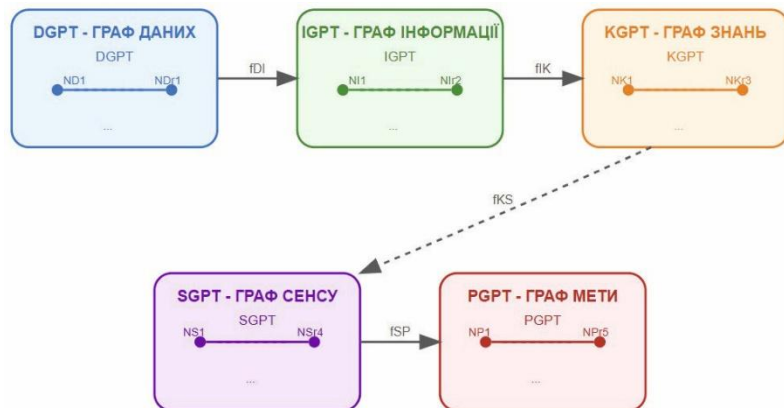 DGPT - ГРАФ ДАНИХ
DGPT
ND1 NDr1
...
fDI
IGPT - ГРАФ ІНФОРМАЦІЇ
IGPT
NI1 NIr2
...
fIK
KGPT - ГРАФ ЗНАНЬ
KGPT
NK1 NKr3
...
fKS
SGPT - ГРАФ СЕНСУ
SGPT
NS1 NSr4
...
fSP
PGPT - ГРАФ МЕТИ
PGPT
NP1 NPr5
...